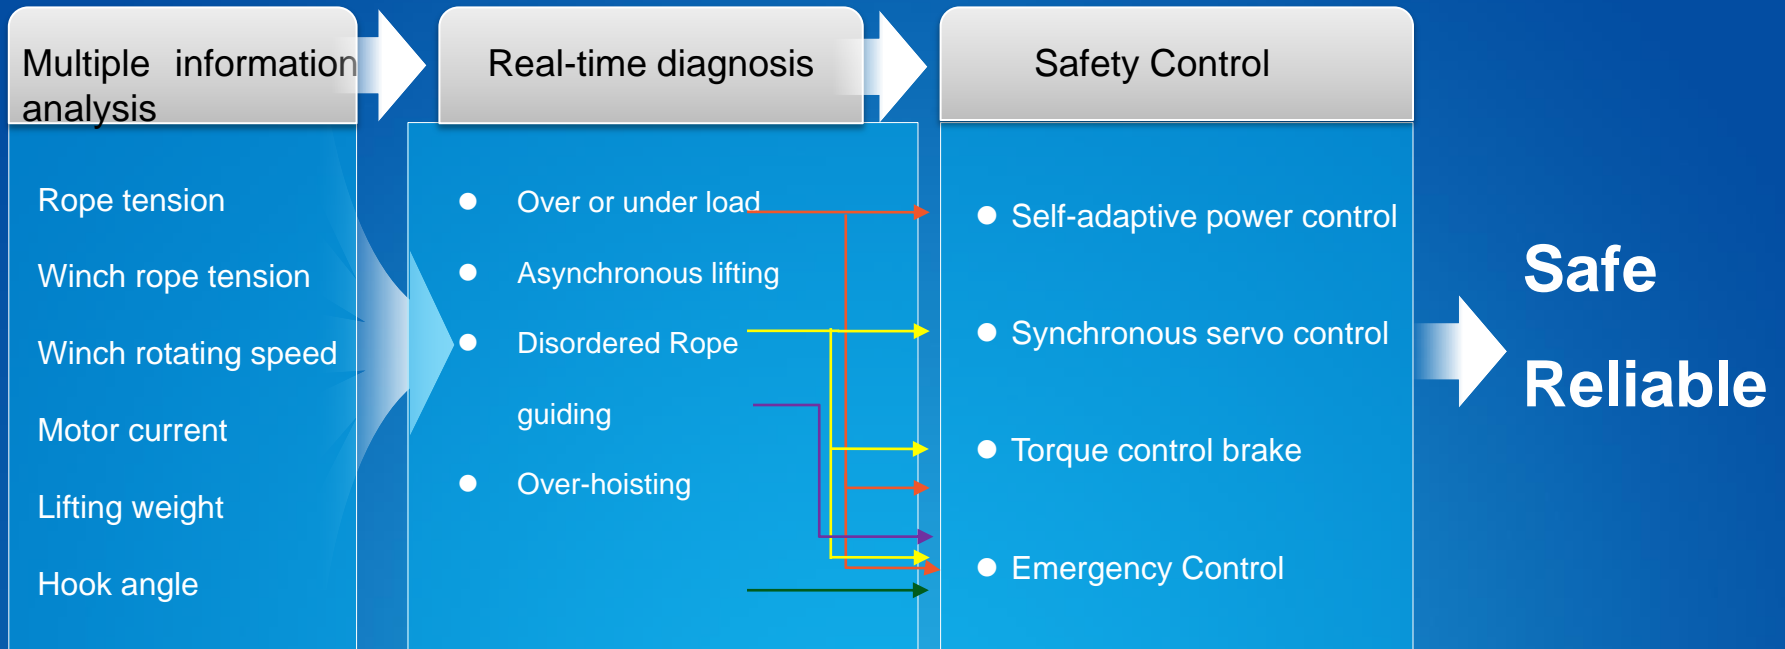 Multiple information
analysis
Real-time diagnosis
Safety Control
Rope tension
Winch rope tension
Winch rotating speed
Motor current
Lifting weight
Hook angle
● Over or under load
● Asynchronous lifting
● Disordered Rope
guiding
● Over-hoisting
● Self-adaptive power control
● Synchronous servo control
● Torque control brake
● Emergency Control
Safe
Reliable